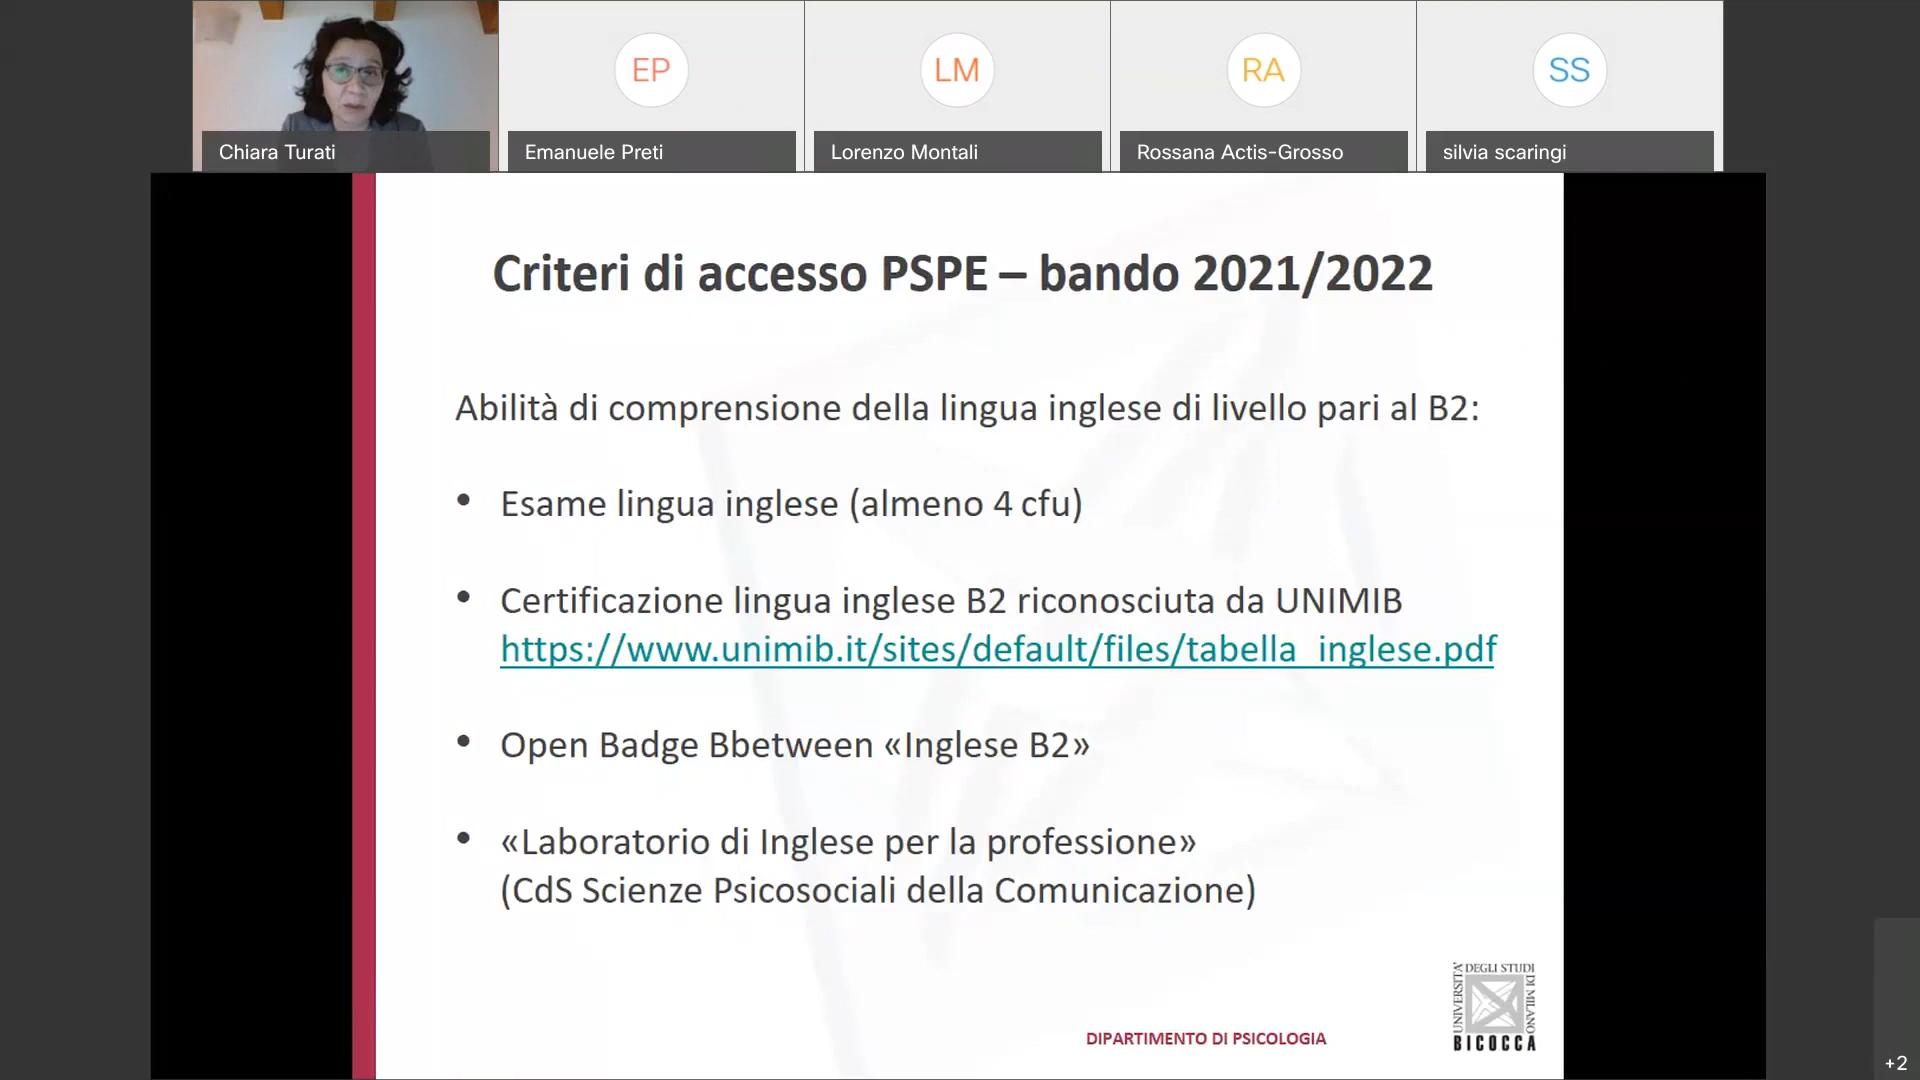 EP
LM
RA
SS
Chiara Turati
Emanuele Preti
Lorenzo Montali
Rossana Actis-Grosso
silvia scaringi
Criteri di accesso PSPE – bando 2021/2022
Abilità di comprensione della lingua inglese di livello pari al B2:
• Esame lingua inglese (almeno 4 cfu)
• Certificazione lingua inglese B2 riconosciuta da UNIMIB
https://www.unimib.it/sites/default/files/tabella_inglese.pdf
• Open Badge Bbetween «Inglese B2»
• «Laboratorio di Inglese per la professione»
(CdS Scienze Psicosociali della Comunicazione)
DIPARTIMENTO DI PSICOLOGIA
UNIVERSITA'
DEGLI STUDI
DI MILANO
BICOCCA
+2